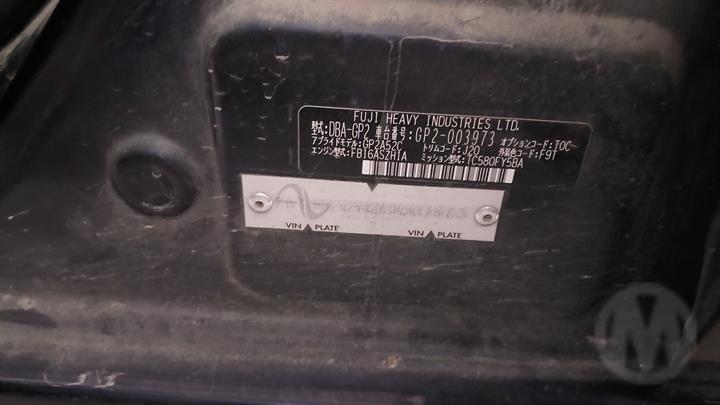 FUJI HEAVY INDUSTRIES LTD.
型式: DBA-GP2 車台番号: GP2-003973 オプションコード: TOC~
アプライドモデル: GP2A52C トリムコード: J20 外装色コード: F9T
エンジン型式: FB16ASZH1A ミッション型式: TC580FY5BA
VIN ▲ PLATE VIN ▲ PLATE
M